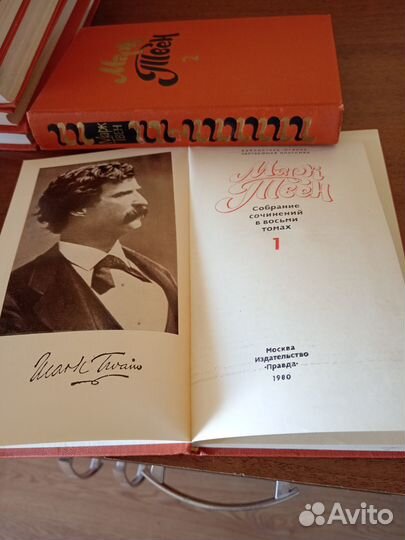 Марк
Твен
2
МАРК
ТВЕН
БИБЛИОТЕКА «ОГОНЕК»
ЗАРУБЕЖНАЯ КЛАССИКА
Марк
Твен
Собрание
сочинений
в восьми
томах
1
Москва
Издательство
«Правда»
1980
Mark Twain
Avito